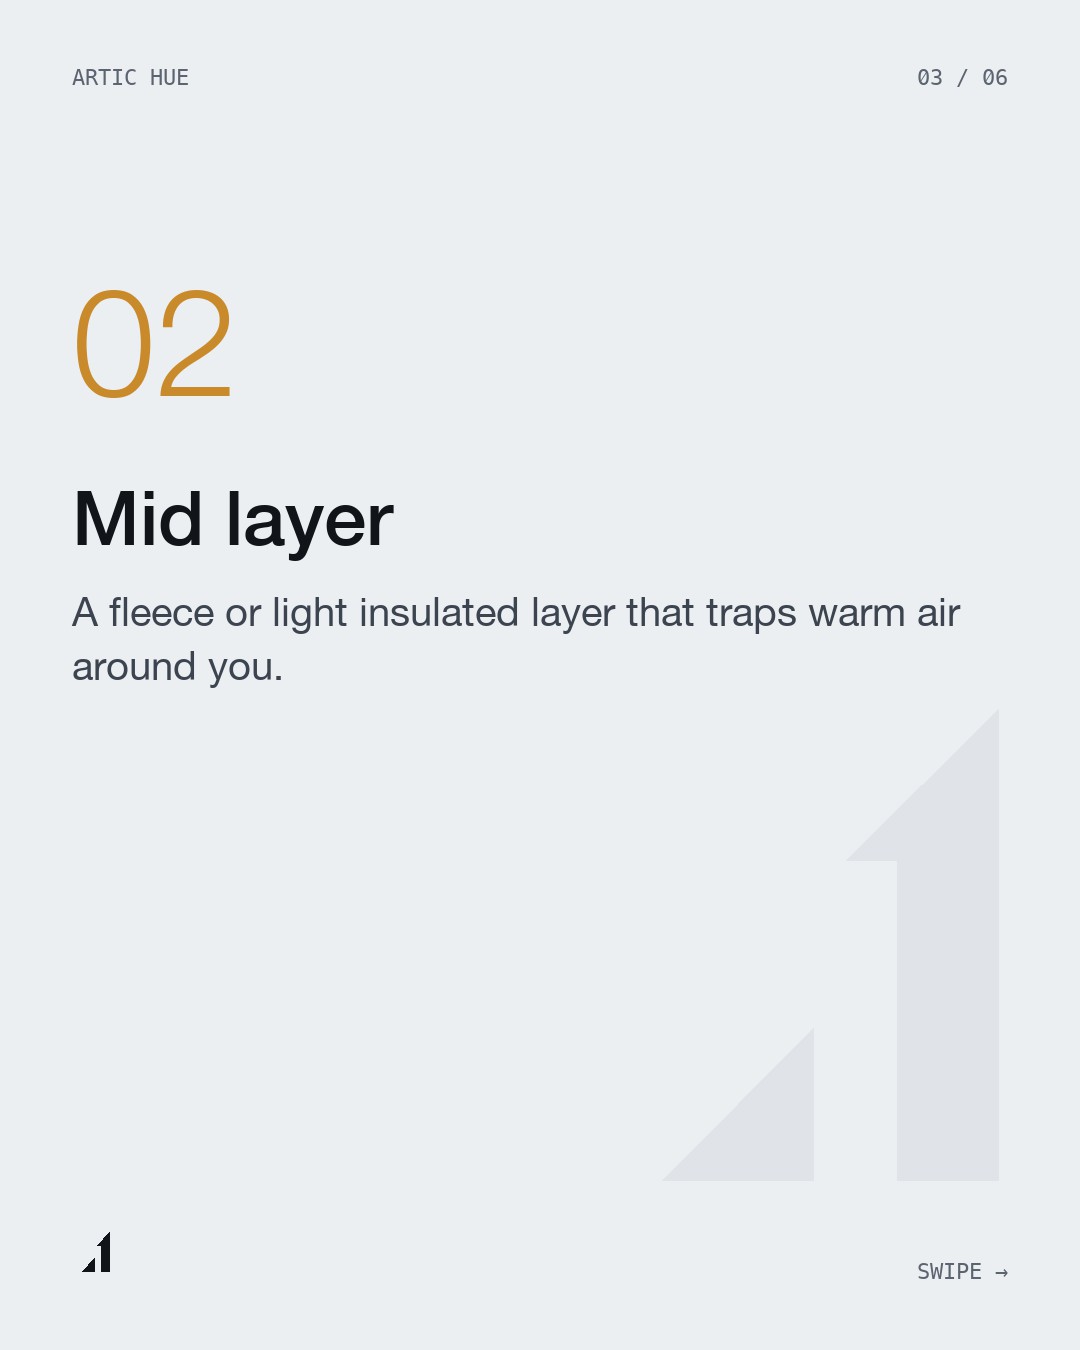 ARTIC HUE
03 / 06
02
Mid layer
A fleece or light insulated layer that traps warm air
around you.
SWIPE →